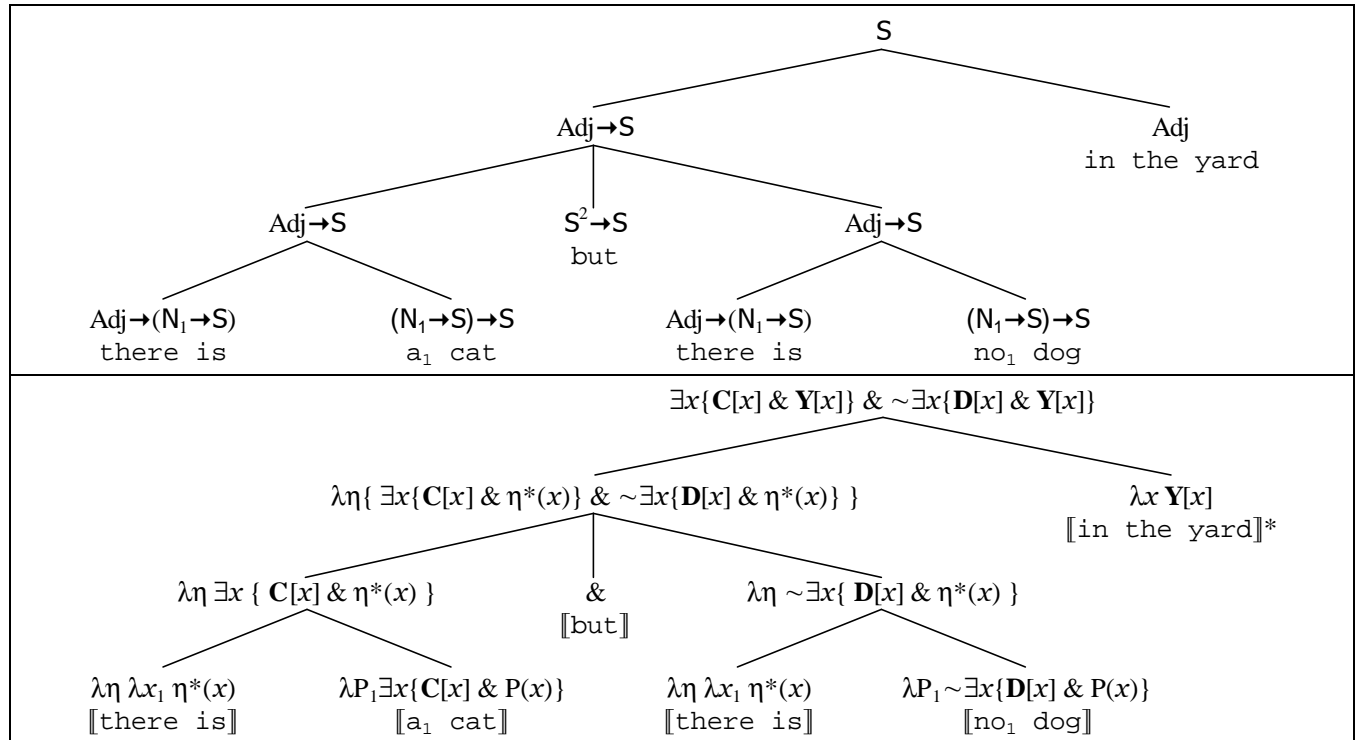 S
Adj→S Adj
in the yard
Adj→S S²→S Adj→S
but
Adj→(N₁→S) (N₁→S)→S Adj→(N₁→S) (N₁→S)→S
there is a₁ cat there is no₁ dog
∃x{C[x] & Y[x]} & ~∃x{D[x] & Y[x]}
λη{ ∃x{C[x] & η*(x)} & ~∃x{D[x] & η*(x)} } λx Y[x]
⟦in the yard⟧*
λη ∃x { C[x] & η*(x) } & λη ~∃x{ D[x] & η*(x) }
⟦but⟧
λη λx₁ η*(x) λP₁∃x{C[x] & P(x)} λη λx₁ η*(x) λP₁~∃x{D[x] & P(x)}
⟦there is⟧ ⟦a₁ cat⟧ ⟦there is⟧ ⟦no₁ dog⟧